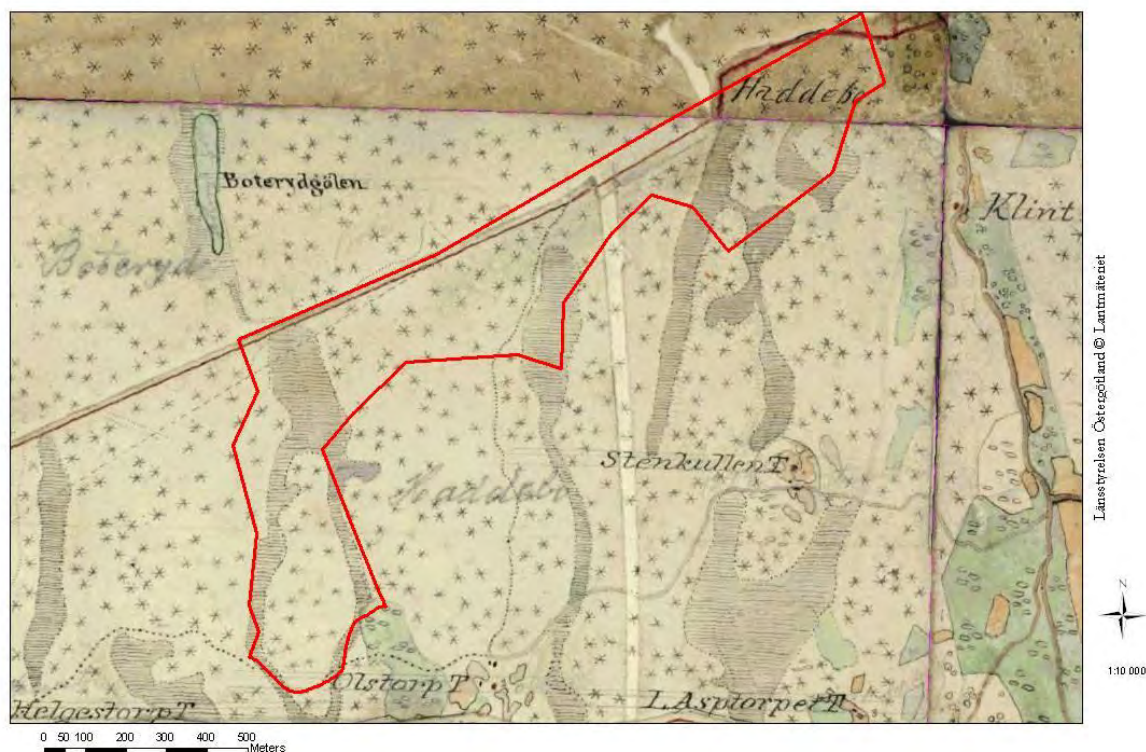 Haddebo
Boterydgölen
Klint
Boteryd
Haddebo
Stenkullen T.
Olstorp T.
L. Asptorpet T.
Helgestorp T.
Länsstyrelsen Östergötland © Lantmäteriet
Z
1:10 000
0 50 100 200 300 400 500
Meters